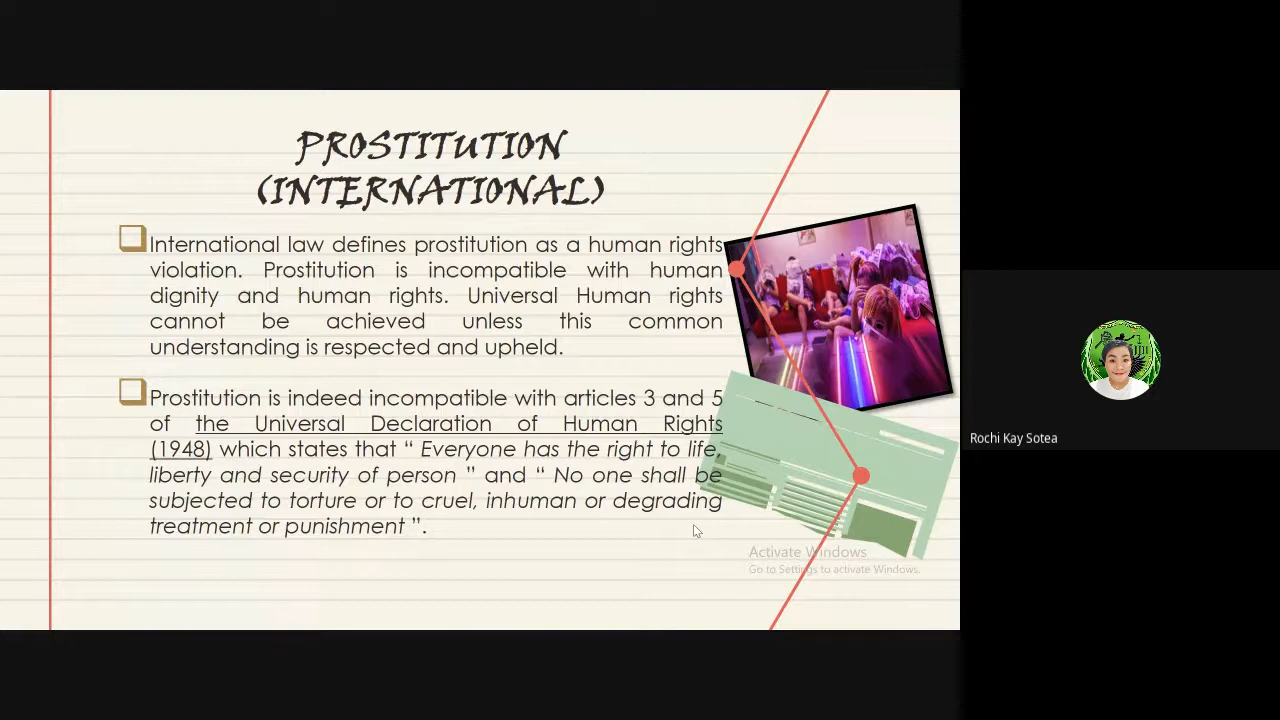 PROSTITUTION
(INTERNATIONAL)
International law defines prostitution as a human rights
violation. Prostitution is incompatible with human
dignity and human rights. Universal Human rights
cannot be achieved unless this common
understanding is respected and upheld.
Prostitution is indeed incompatible with articles 3 and 5
of the Universal Declaration of Human Rights
(1948) which states that “ Everyone has the right to life,
liberty and security of person ” and “ No one shall be
subjected to torture or to cruel, inhuman or degrading
treatment or punishment ”.
Activate Windows
Go to Settings to activate Windows.
Rochi Kay Sotea